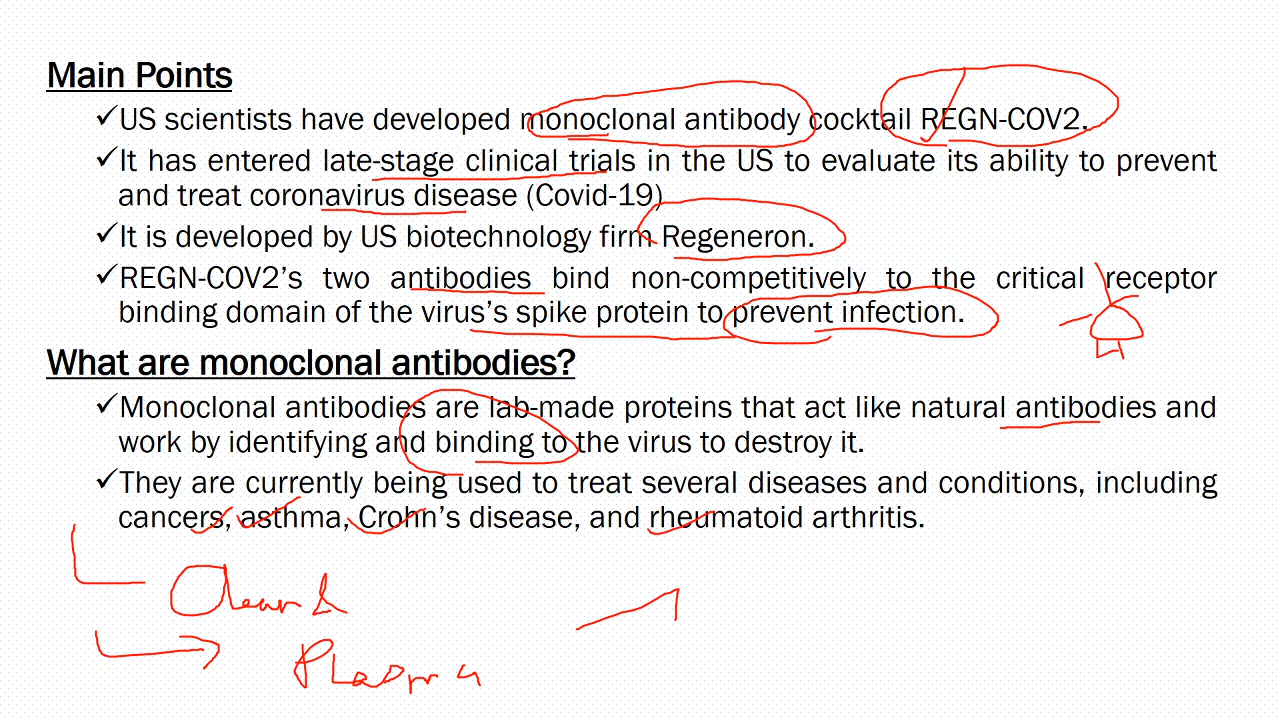 Main Points
✓US scientists have developed monoclonal antibody cocktail REGN-COV2.
✓It has entered late-stage clinical trials in the US to evaluate its ability to prevent
and treat coronavirus disease (Covid-19)
✓It is developed by US biotechnology firm Regeneron.
✓REGN-COV2’s two antibodies bind non-competitively to the critical receptor
binding domain of the virus’s spike protein to prevent infection.
What are monoclonal antibodies?
✓Monoclonal antibodies are lab-made proteins that act like natural antibodies and
work by identifying and binding to the virus to destroy it.
✓They are currently being used to treat several diseases and conditions, including
cancers, asthma, Crohn’s disease, and rheumatoid arthritis.
Plasma